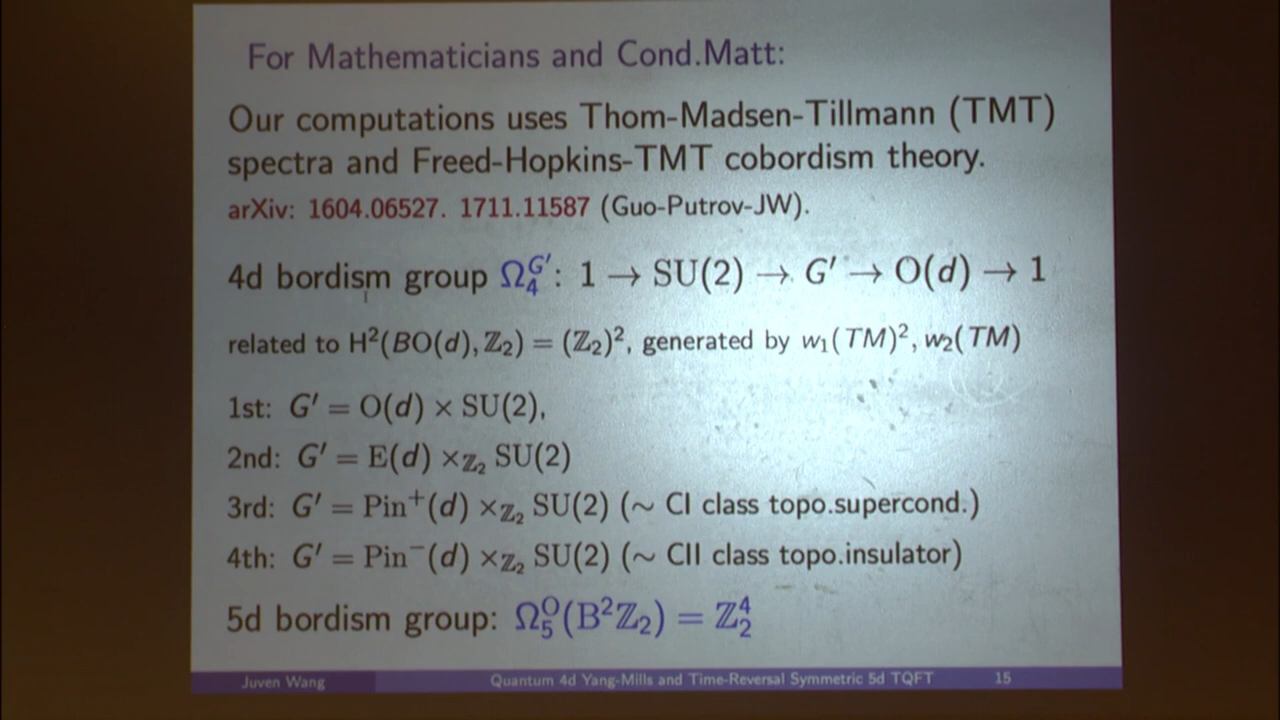 For Mathematicians and Cond.Matt:
Our computations uses Thom-Madsen-Tillmann (TMT)
spectra and Freed-Hopkins-TMT cobordism theory.
arXiv: 1604.06527. 1711.11587 (Guo-Putrov-JW).
4d bordism group Ω₄^{G′}: 1 → SU(2) → G′ → O(d) → 1
related to H²(BO(d), ℤ₂) = (ℤ₂)², generated by w₁(TM)², w₂(TM)
1st: G′ = O(d) × SU(2),
2nd: G′ = E(d) ×_{ℤ₂} SU(2)
3rd: G′ = Pin⁺(d) ×_{ℤ₂} SU(2) (∼ CI class topo.supercond.)
4th: G′ = Pin⁻(d) ×_{ℤ₂} SU(2) (∼ CII class topo.insulator)
5d bordism group: Ω₅^O(B²ℤ₂) = ℤ₂⁴
Juven Wang Quantum 4d Yang-Mills and Time-Reversal Symmetric 5d TQFT 15